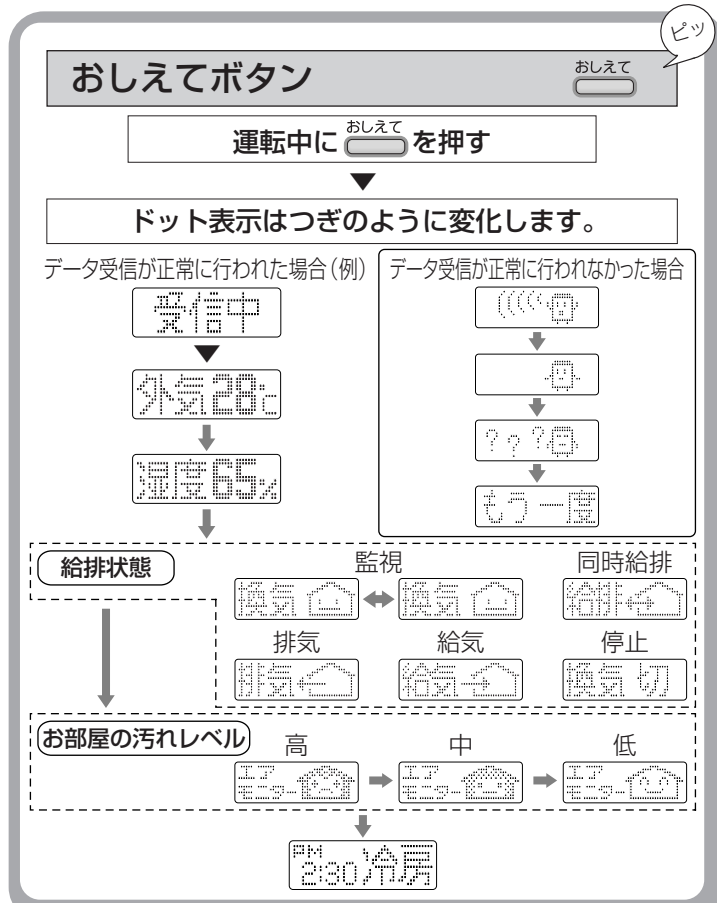 ピッ
おしえてボタン
おしえて
運転中に おしえて を押す
ドット表示はつぎのように変化します。
データ受信が正常に行われた場合(例)
受信中
外気28℃
湿度65%
データ受信が正常に行われなかった場合
? ? ?
もう一度
給排状態
監視
換気
換気
同時給排
給排
排気
排気
給気
給気
停止
換気 切
お部屋の汚れレベル
高
エアモニター
中
エアモニター
低
エアモニター
PM 2:30 冷房